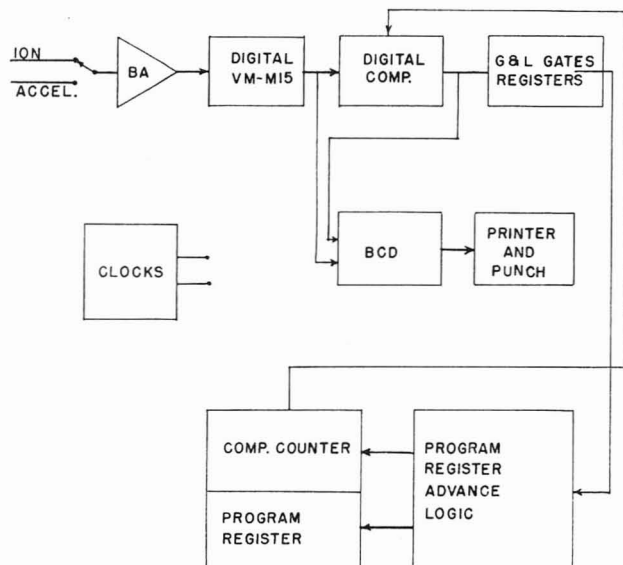 ION
ACCEL.
BA
DIGITAL
VM-M15
DIGITAL
COMP.
G&L GATES
REGISTERS
BCD
PRINTER
AND
PUNCH
CLOCKS
COMP. COUNTER
PROGRAM
REGISTER
PROGRAM
REGISTER
ADVANCE
LOGIC